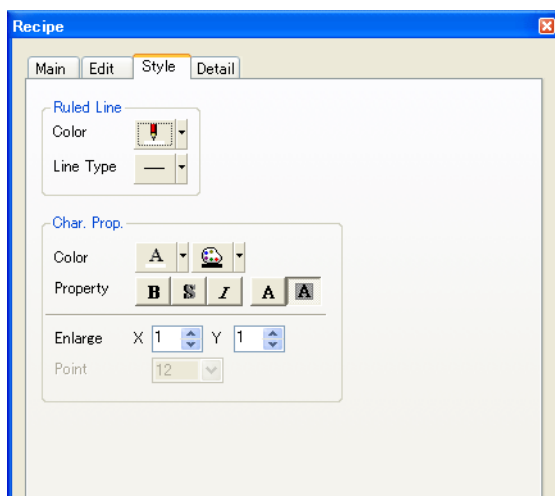 Recipe
Main Edit Style Detail
Ruled Line
Color
Line Type
Char. Prop.
Color A
Property B S I A A
Enlarge X 1 Y 1
Point 12